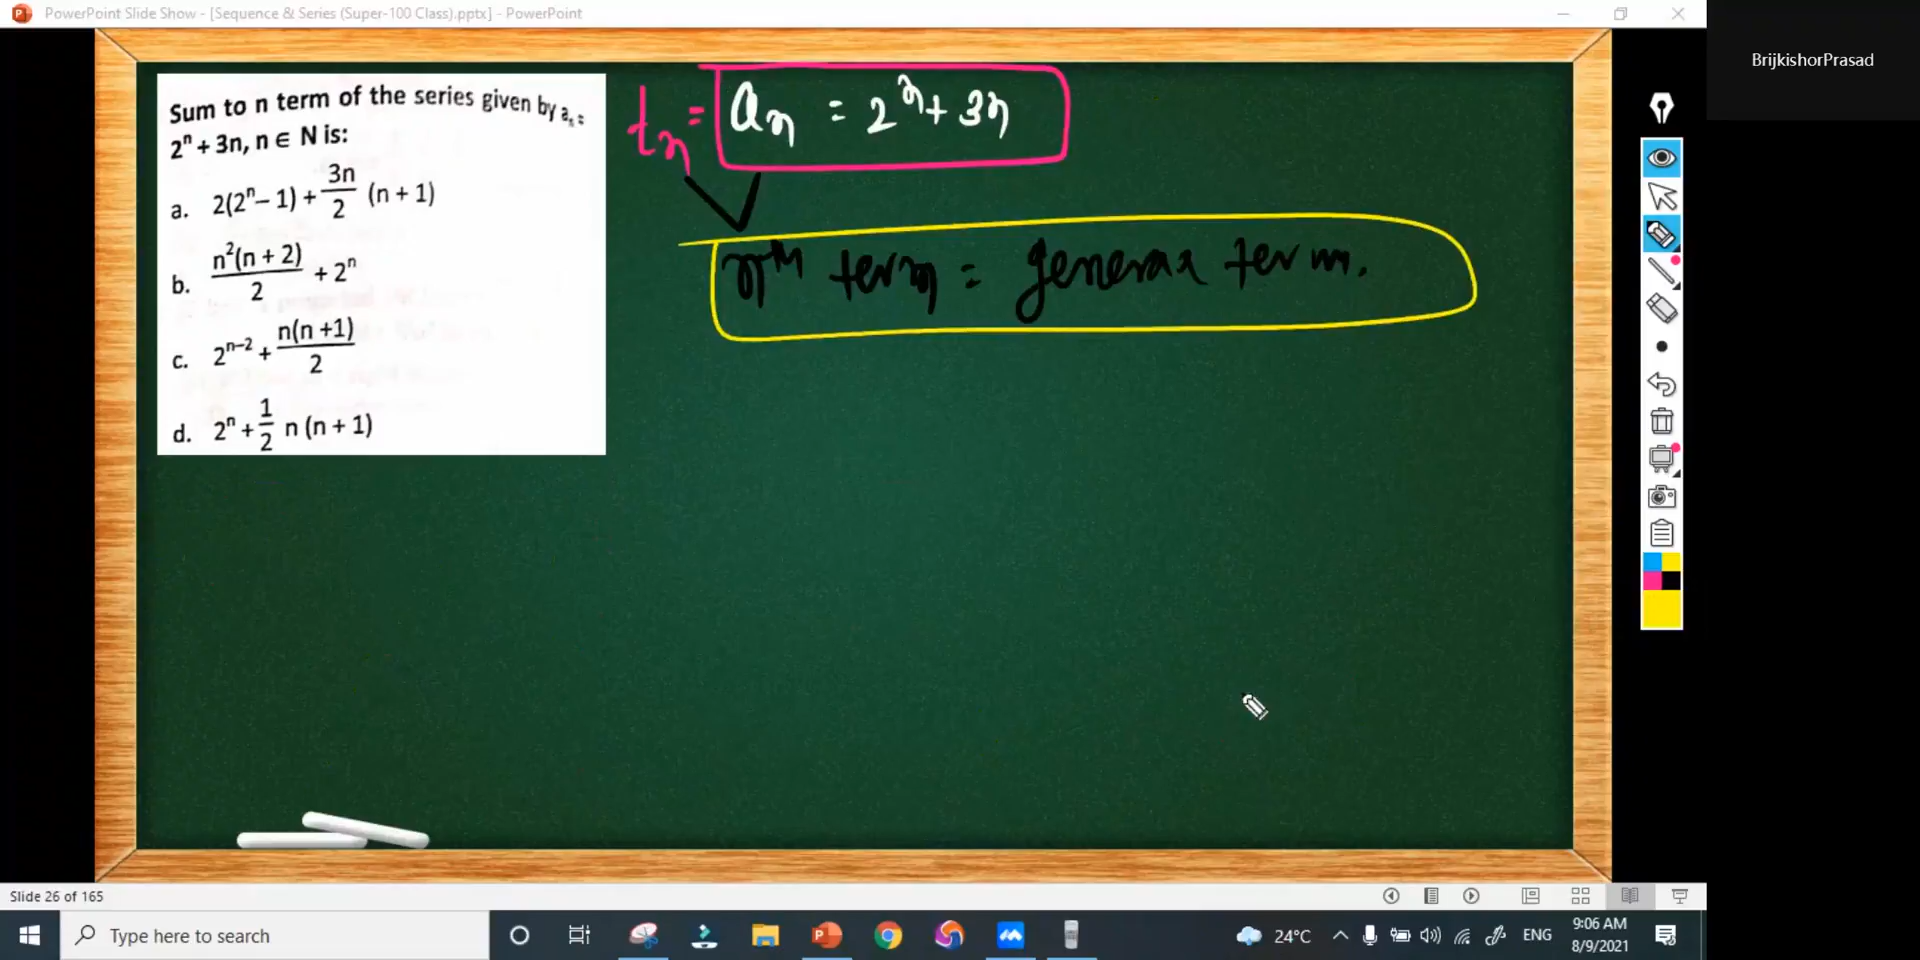 PowerPoint Slide Show - [Sequence & Series (Super-100 Class).pptx] - PowerPoint
BrijkishorPrasad
Sum to n term of the series given by aₙ =
2ⁿ + 3n, n ∈ N is:
a. 2(2ⁿ – 1) + 3n/2 (n + 1)
b. n²(n + 2)/2 + 2ⁿ
c. 2ⁿ⁻² + n(n +1)/2
d. 2ⁿ + 1/2 n (n + 1)
tₙ = aₙ = 2ⁿ + 3n
nth term = general term.
Slide 26 of 165
Type here to search
24°C
ENG
9:06 AM
8/9/2021